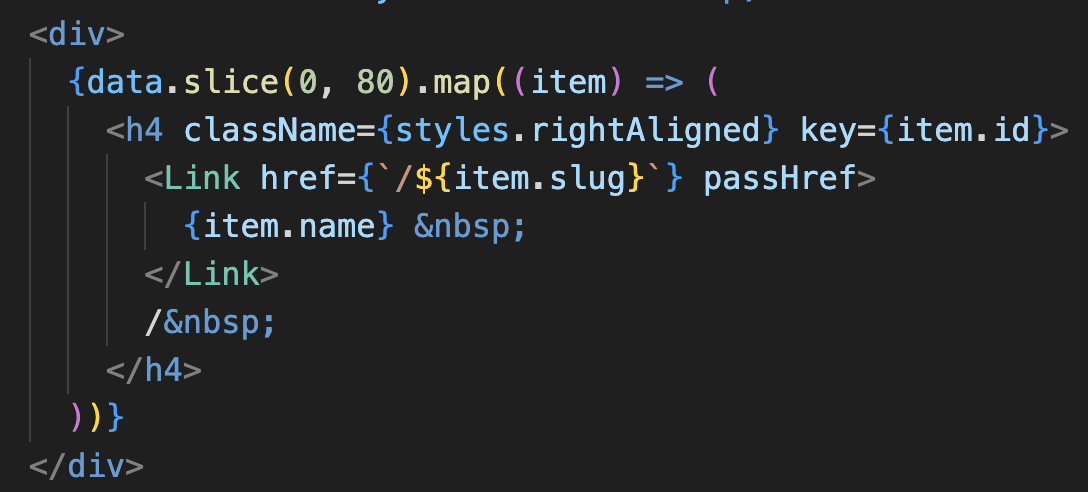 <div>
{data.slice(0, 80).map((item) => (
<h4 className={styles.rightAligned} key={item.id}>
<Link href={`/${item.slug}`} passHref>
{item.name} &nbsp;
</Link>
/&nbsp;
</h4>
))}
</div>